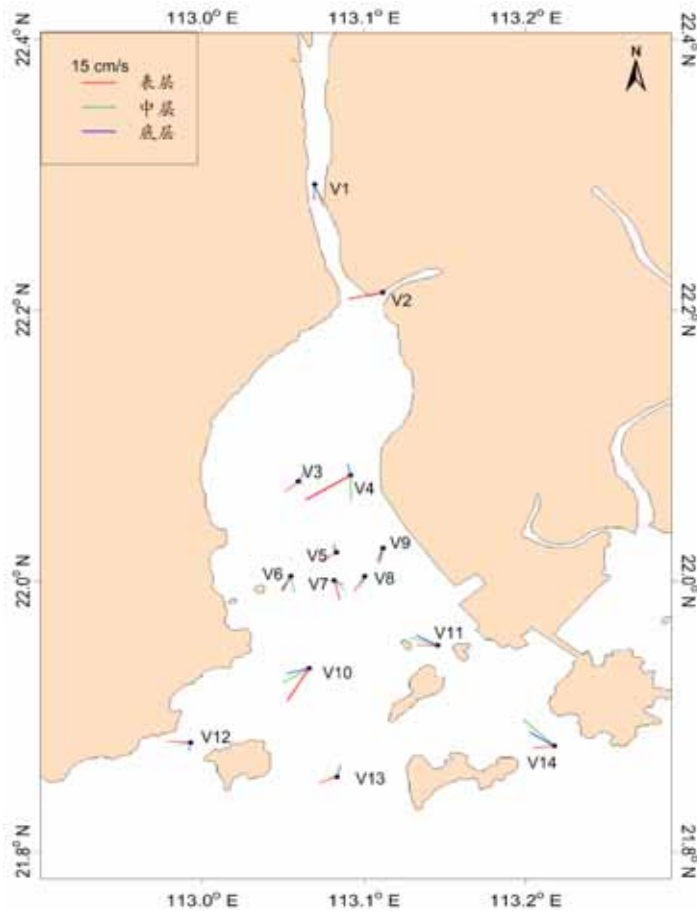 113.0° E 113.1° E 113.2° E
22.4° N 22.4° N
15 cm/s
表层
中层
底层
N
V1
V2
22.2° N 22.2° N
V3
V4
V9
V5
V6 V7 V8
22.0° N 22.0° N
V11
V10
V12
V14
V13
21.8° N 21.8° N
113.0° E 113.1° E 113.2° E